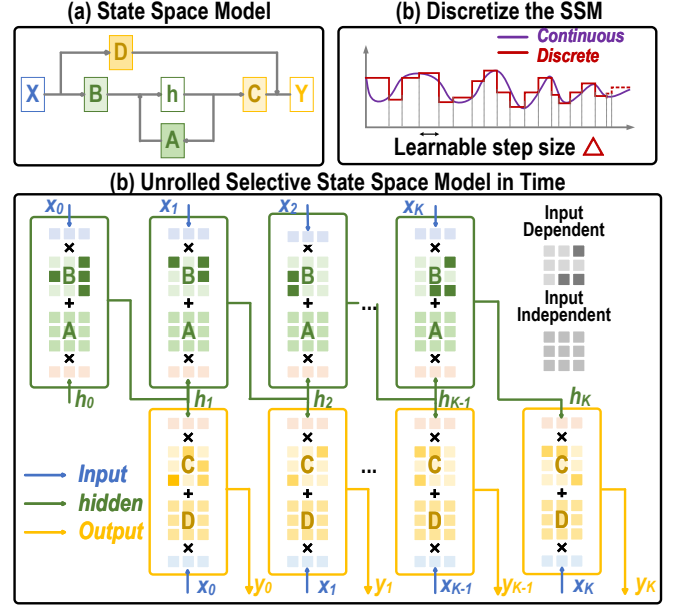 (a) State Space Model
D
X
B
h
C
Y
A
(b) Discretize the SSM
Continuous
Discrete
Learnable step size △
(b) Unrolled Selective State Space Model in Time
x0 x1 x2 xK
Input
Dependent
Input
Independent
× × × ×
B B B B
+ + + +
...
A A A A
× × × ×
h0 h1 h2 hK-1 hK
× × × ×
C C C C
...
+ + + +
D D D D
× × × ×
Input
hidden
Output
x0 y0 x1 y1 xK-1 yK-1 xK yK